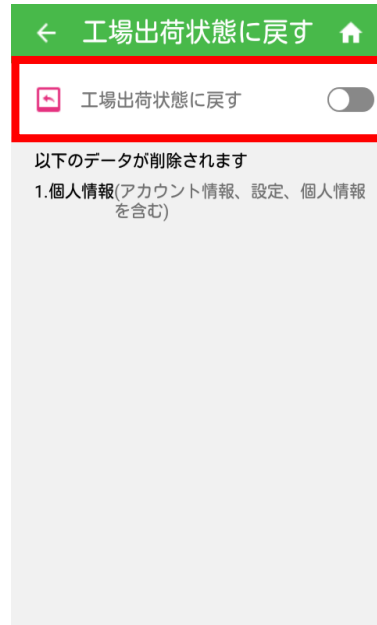 工場出荷状態に戻す
工場出荷状態に戻す
以下のデータが削除されます
1.個人情報(アカウント情報、設定、個人情報
を含む)